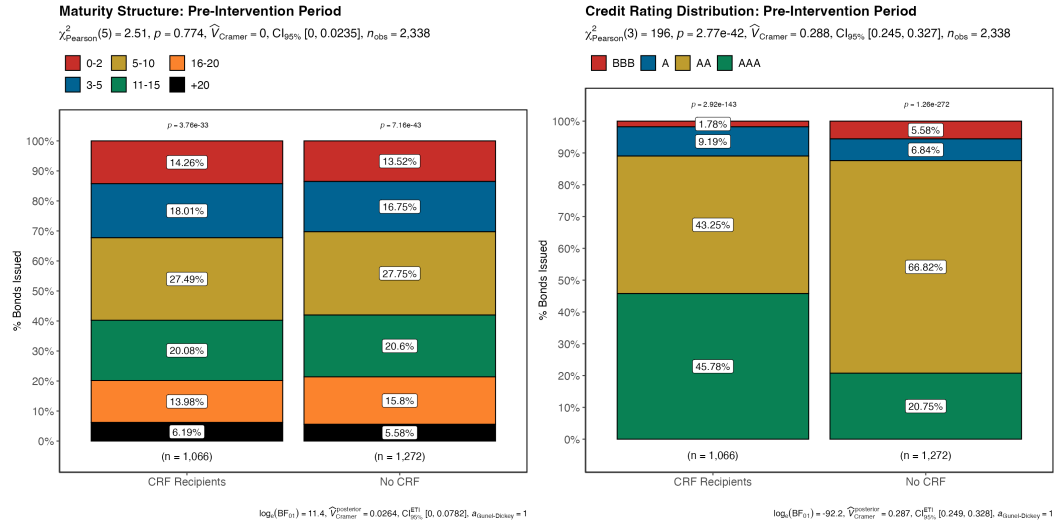 Maturity Structure: Pre-Intervention Period
χ²Pearson(5) = 2.51, p = 0.774, V̂Cramer = 0, CI95% [0, 0.0235], nobs = 2,338
0-2 5-10 16-20
3-5 11-15 +20
% Bonds Issued
100%
90%
80%
70%
60%
50%
40%
30%
20%
10%
0%
p = 3.76e-33
14.26%
18.01%
27.49%
20.08%
13.98%
6.19%
(n = 1,066)
CRF Recipients
p = 7.16e-43
13.52%
16.75%
27.75%
20.6%
15.8%
5.58%
(n = 1,272)
No CRF
loge(BF01) = 11.4, V̂posteriorCramer = 0.0264, CIETI95% [0, 0.0782], aGunel-Dickey = 1
Credit Rating Distribution: Pre-Intervention Period
χ²Pearson(3) = 196, p = 2.77e-42, V̂Cramer = 0.288, CI95% [0.245, 0.327], nobs = 2,338
BBB A AA AAA
% Bonds Issued
100%
90%
80%
70%
60%
50%
40%
30%
20%
10%
0%
p = 2.92e-143
1.78%
9.19%
43.25%
45.78%
(n = 1,066)
CRF Recipients
p = 1.26e-272
5.58%
6.84%
66.82%
20.75%
(n = 1,272)
No CRF
loge(BF01) = -92.2, V̂posteriorCramer = 0.287, CIETI95% [0.249, 0.328], aGunel-Dickey = 1